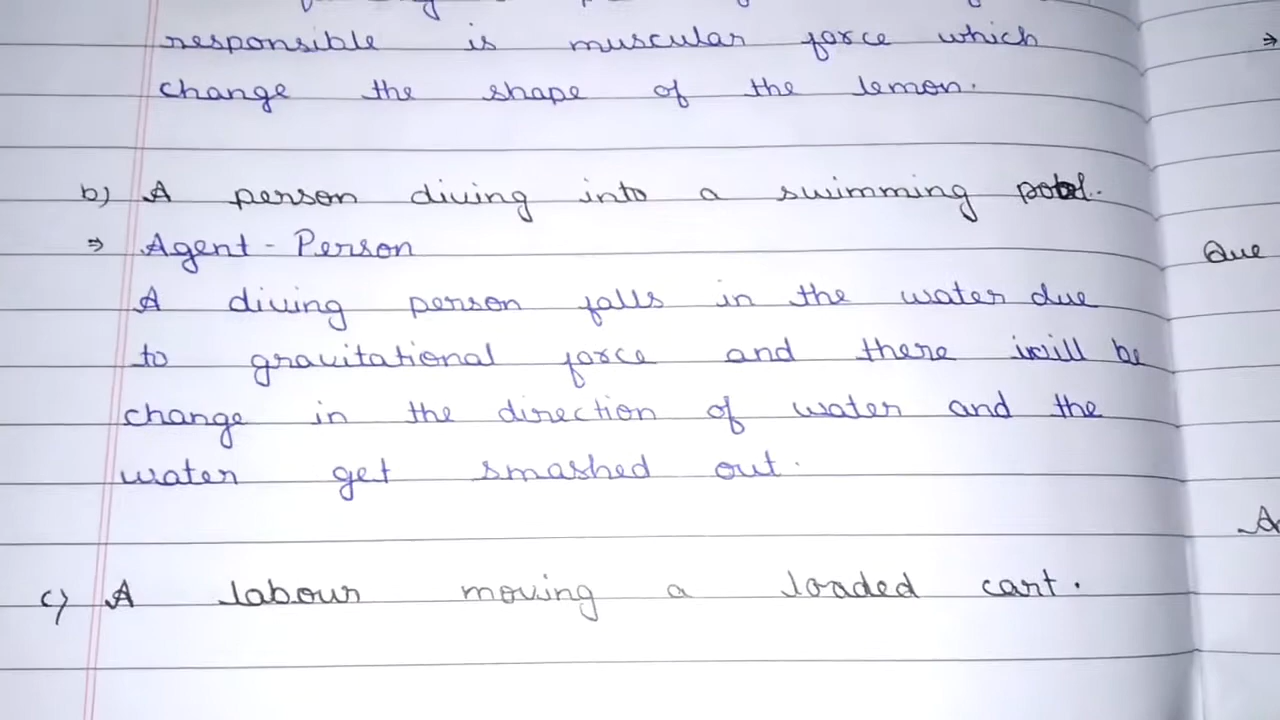 responsible is muscular force which
change the shape of the lemon.
b) A person diving into a swimming pool.
⇒ Agent - Person
A diving person falls in the water due
to gravitational force and there will be
change in the direction of water and the
water get smashed out.
c) A labour moving a loaded cart.
⇒
Que
A